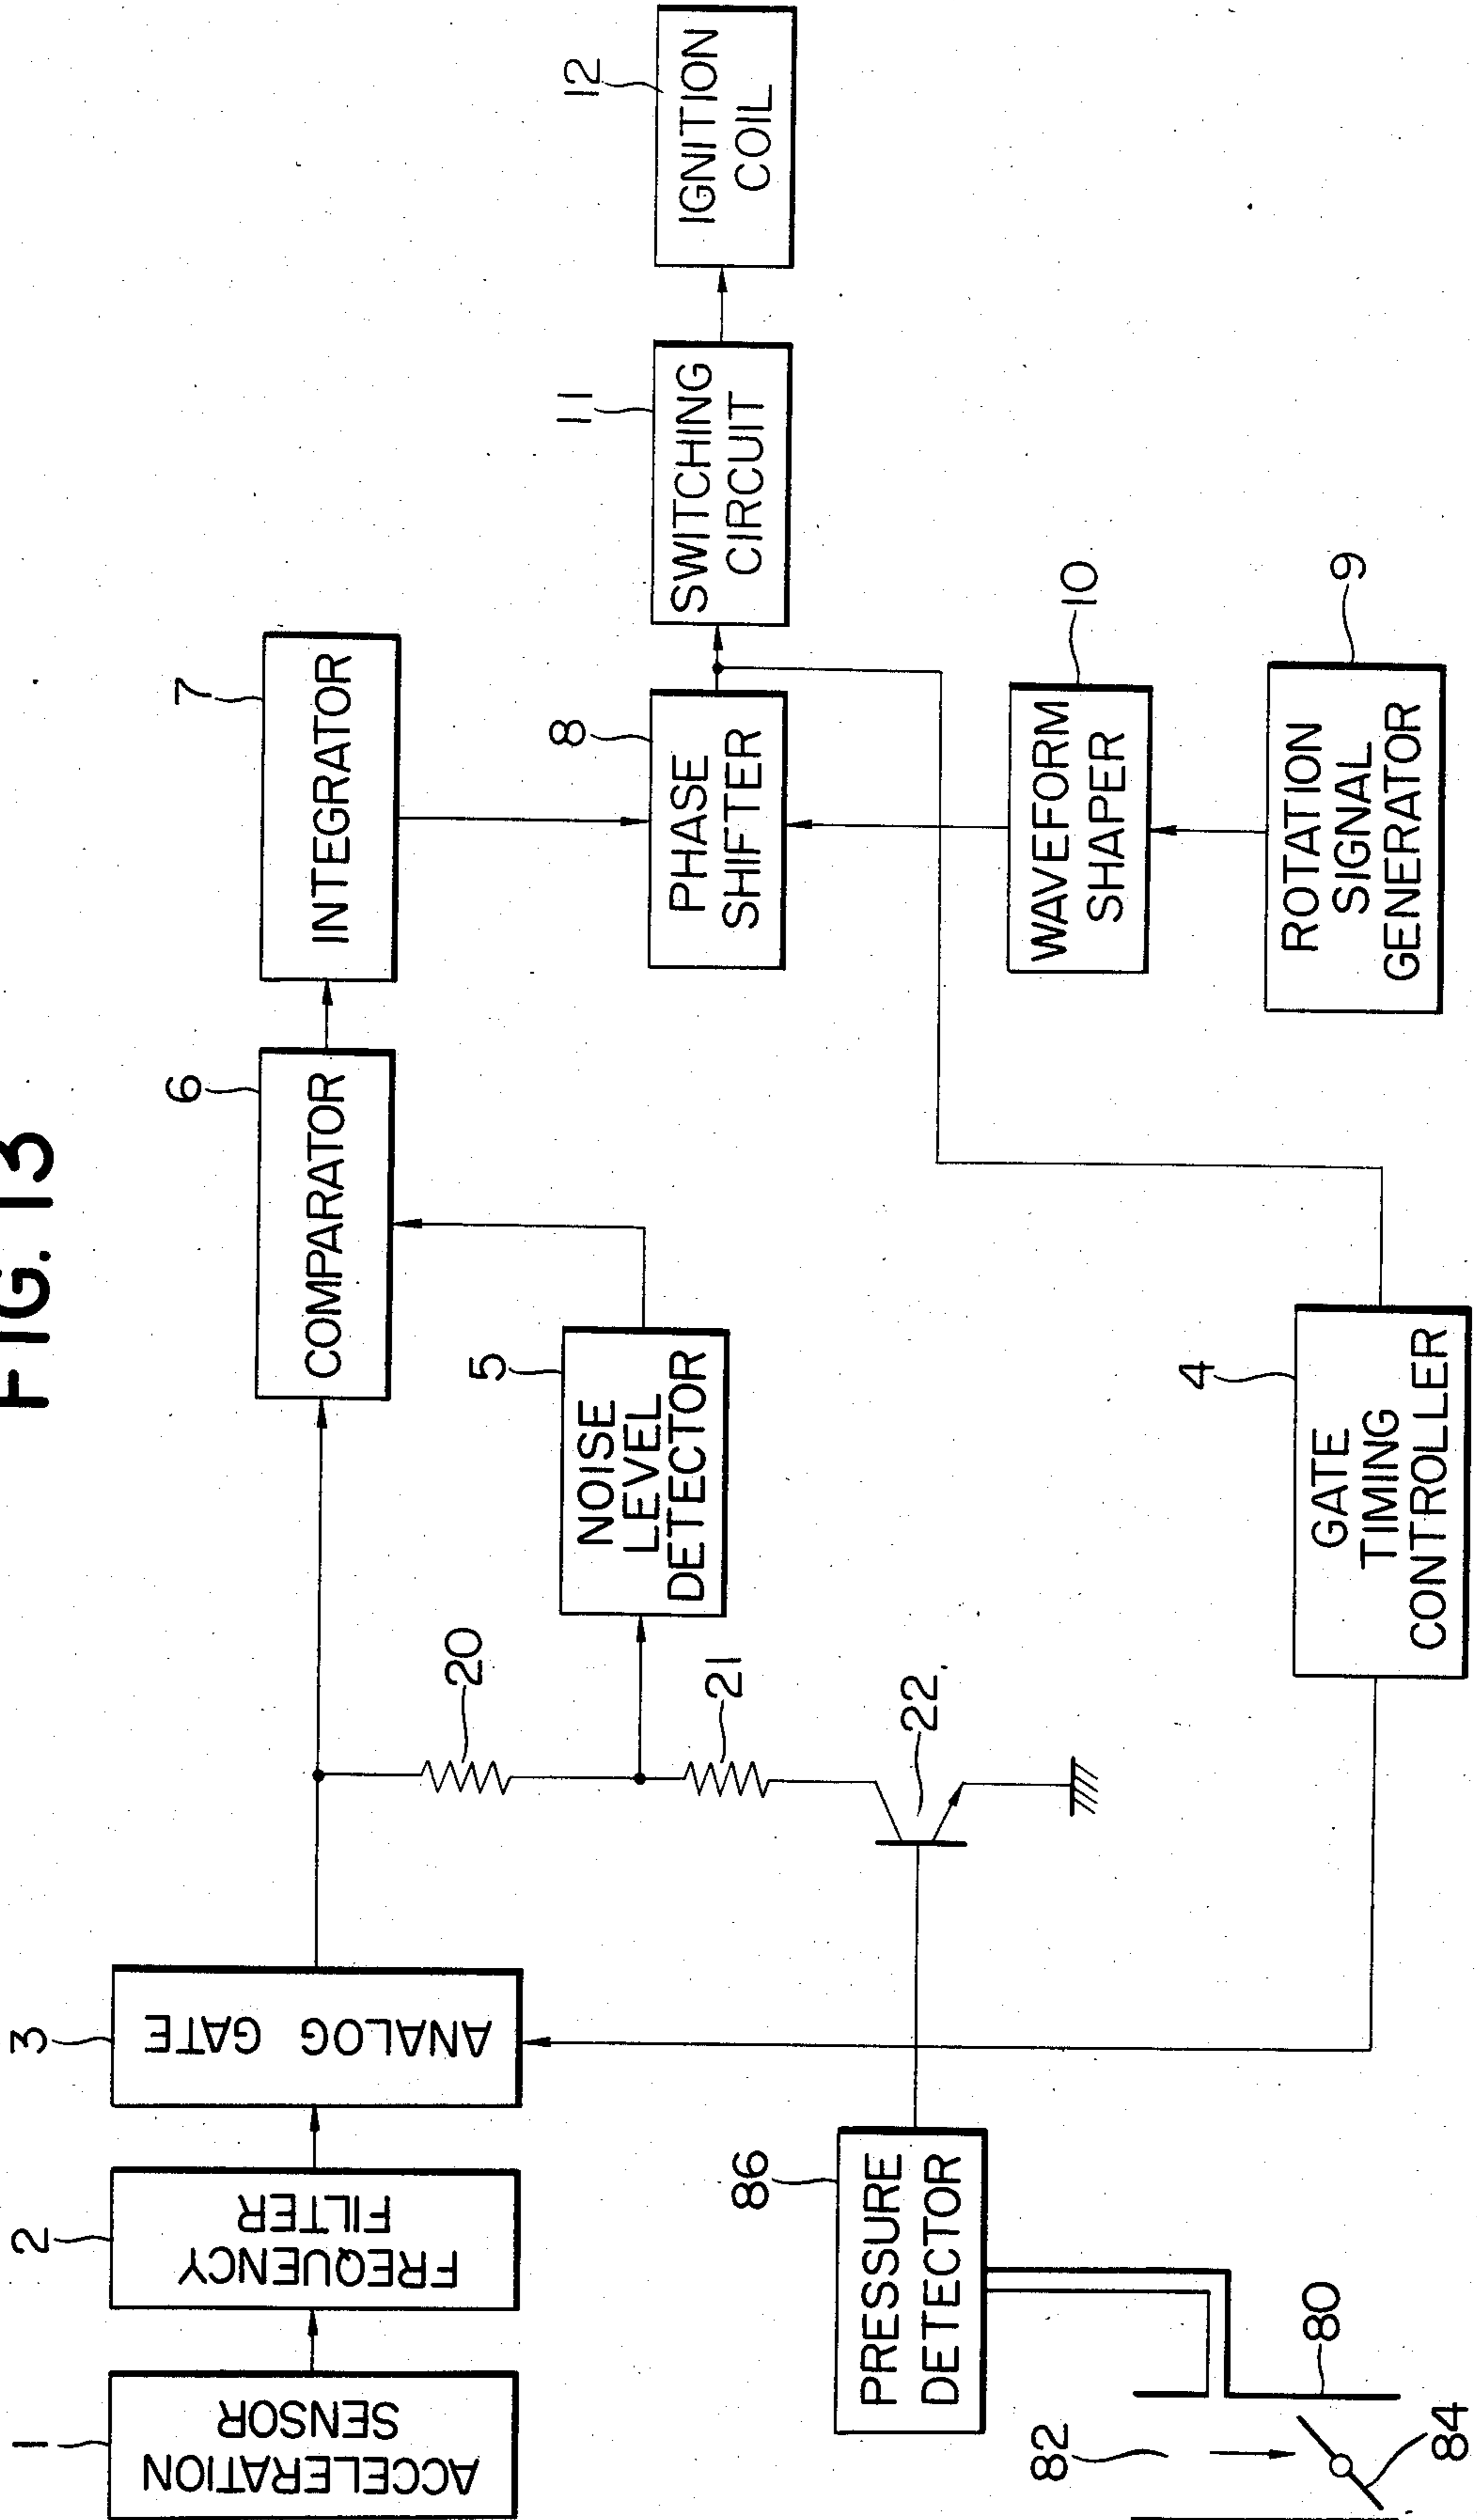 FIG. 13
1
ACCELERATION
SENSOR
2
FREQUENCY
FILTER
3
ANALOG GATE
20
21
22
5
NOISE
LEVEL
DETECTOR
6
COMPARATOR
7
INTEGRATOR
8
PHASE
SHIFTER
11
SWITCHING
CIRCUIT
12
IGNITION
COIL
10
WAVEFORM
SHAPER
9
ROTATION
SIGNAL
GENERATOR
4
GATE
TIMING
CONTROLLER
86
PRESSURE
DETECTOR
82
80
84